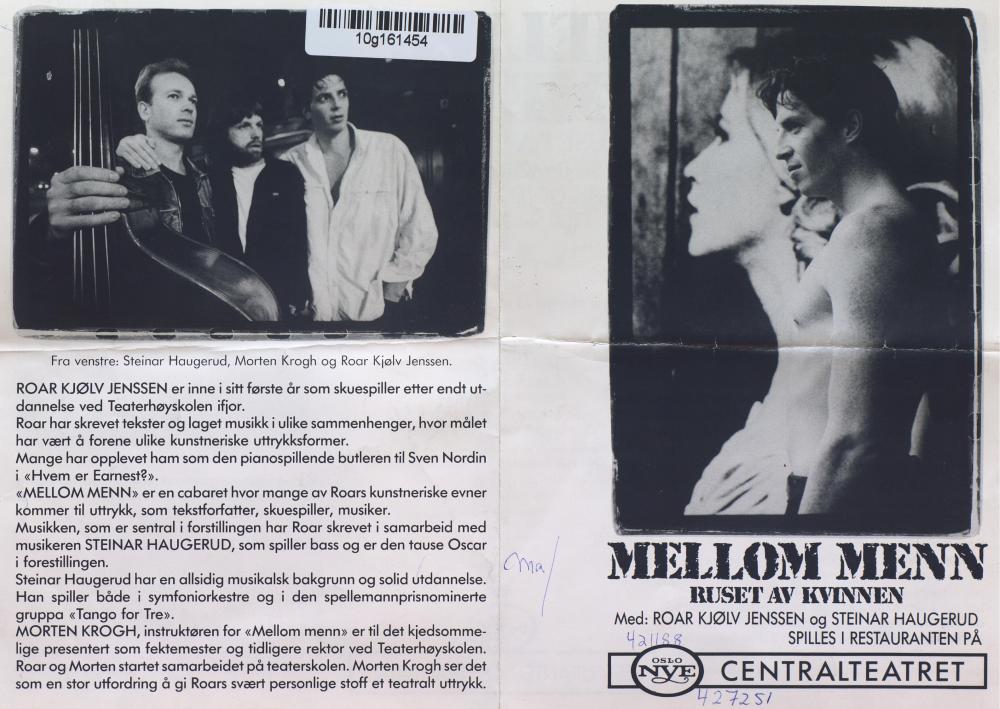 10g161454
Fra venstre: Steinar Haugerud, Morten Krogh og Roar Kjølv Jenssen.
ROAR KJØLV JENSSEN er inne i sitt første år som skuespiller etter endt ut-
dannelse ved Teaterhøyskolen ifjor.
Roar har skrevet tekster og laget musikk i ulike sammenhenger, hvor målet
har vært å forene ulike kunstneriske uttrykksformer.
Mange har opplevet ham som den pianospillende butleren til Sven Nordin
i «Hvem er Earnest?».
«MELLOM MENN» er en cabaret hvor mange av Roars kunstneriske evner
kommer til uttrykk, som tekstforfatter, skuespiller, musiker.
Musikken, som er sentral i forstillingen har Roar skrevet i samarbeid med
musikeren STEINAR HAUGERUD, som spiller bass og er den tause Oscar
i forestillingen.
Steinar Haugerud har en allsidig musikalsk bakgrunn og solid utdannelse.
Han spiller både i symfoniorkestre og i den spellemannprisnominerte
gruppa «Tango for Tre».
MORTEN KROGH, instruktøren for «Mellom menn» er til det kjedsomme-
lige presentert som fektemester og tidligere rektor ved Teaterhøyskolen.
Roar og Morten startet samarbeidet på teaterskolen. Morten Krogh ser det
som en stor utfordring å gi Roars svært personlige stoff et teatralt uttrykk.
MELLOM MENN
RUSET AV KVINNEN
Med: ROAR KJØLV JENSSEN og STEINAR HAUGERUD
421188
SPILLES I RESTAURANTEN PÅ
OSLO
NYE
CENTRALTEATRET
427251